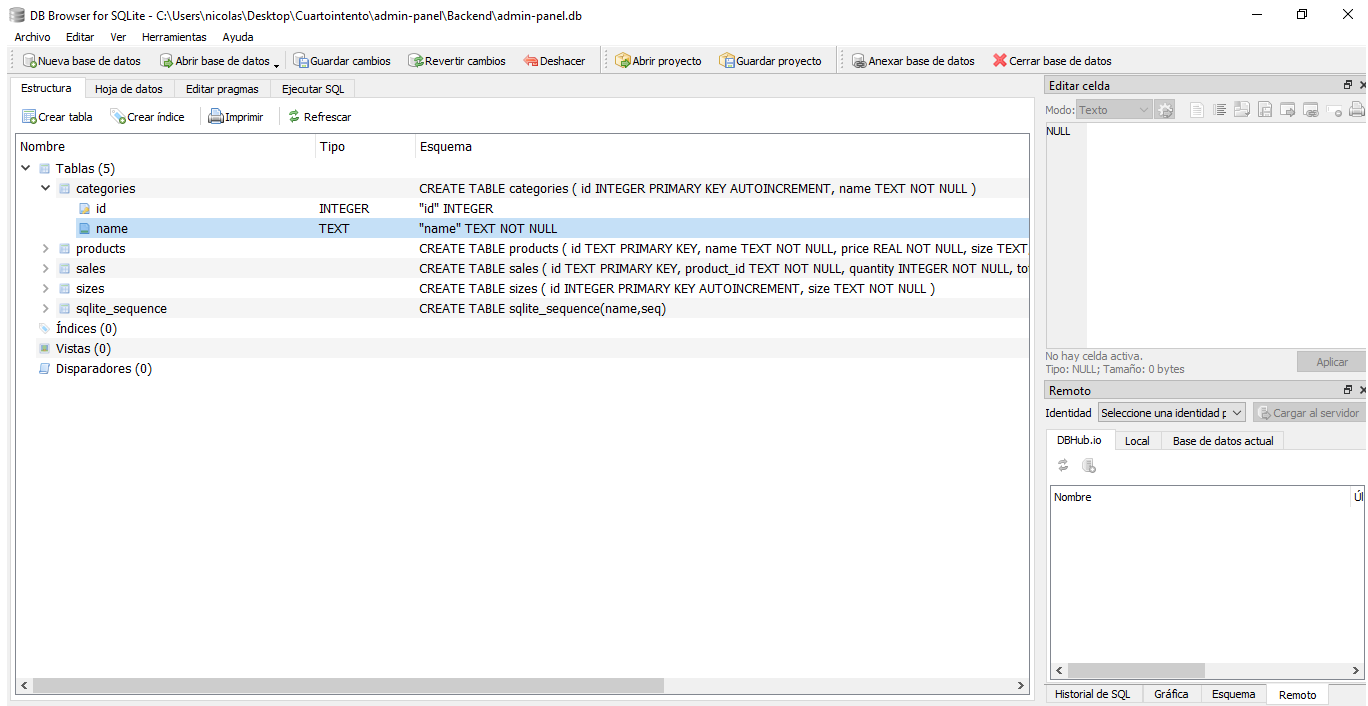 DB Browser for SQLite - C:\Users\nicolas\Desktop\Cuartointento\admin-panel\Backend\admin-panel.db
Archivo Editar Ver Herramientas Ayuda
Nueva base de datos Abrir base de datos Guardar cambios Revertir cambios Deshacer Abrir proyecto Guardar proyecto Anexar base de datos Cerrar base de datos
Estructura Hoja de datos Editar pragmas Ejecutar SQL
Crear tabla Crear índice Imprimir Refrescar
Nombre Tipo Esquema
Tablas (5)
categories CREATE TABLE categories ( id INTEGER PRIMARY KEY AUTOINCREMENT, name TEXT NOT NULL )
id INTEGER "id" INTEGER
name TEXT "name" TEXT NOT NULL
products CREATE TABLE products ( id TEXT PRIMARY KEY, name TEXT NOT NULL, price REAL NOT NULL, size TEXT,
sales CREATE TABLE sales ( id TEXT PRIMARY KEY, product_id TEXT NOT NULL, quantity INTEGER NOT NULL, to
sizes CREATE TABLE sizes ( id INTEGER PRIMARY KEY AUTOINCREMENT, size TEXT NOT NULL )
sqlite_sequence CREATE TABLE sqlite_sequence(name,seq)
Índices (0)
Vistas (0)
Disparadores (0)
Editar celda
Modo: Texto
NULL
No hay celda activa.
Tipo: NULL; Tamaño: 0 bytes
Aplicar
Remoto
Identidad Seleccione una identidad p Cargar al servidor
DBHub.io Local Base de datos actual
Nombre Úl
Historial de SQL Gráfica Esquema Remoto